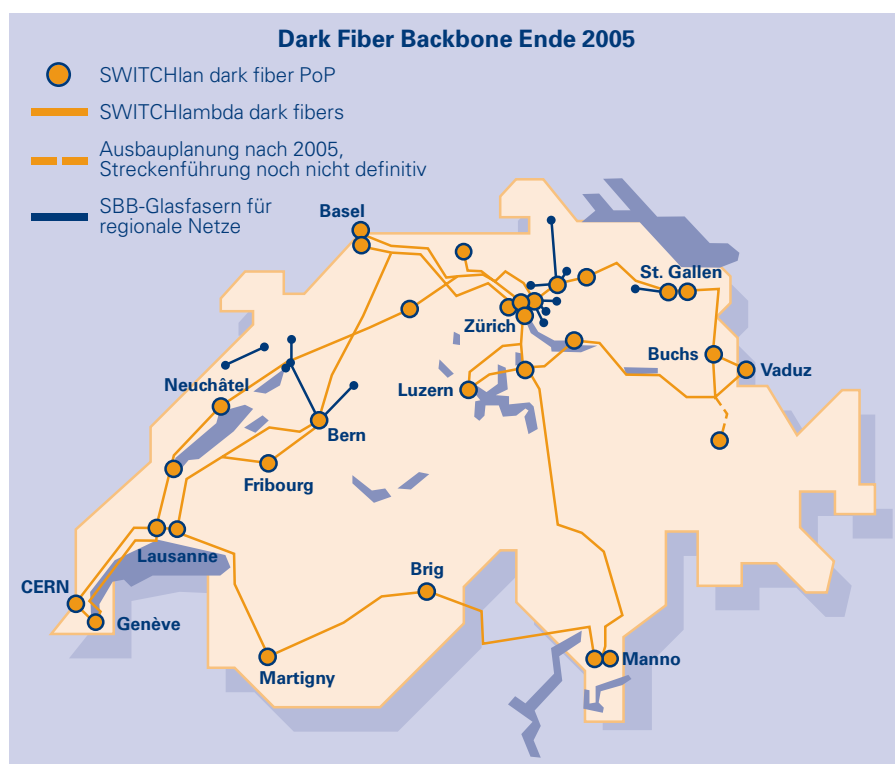 Dark Fiber Backbone Ende 2005
SWITCHlan dark fiber PoP
SWITCHlambda dark fibers
Ausbauplanung nach 2005,
Streckenführung noch nicht definitiv
SBB-Glasfasern für
regionale Netze
Basel
St. Gallen
Zürich
Buchs
Vaduz
Neuchâtel
Luzern
Bern
Fribourg
Lausanne
CERN
Brig
Genève
Manno
Martigny